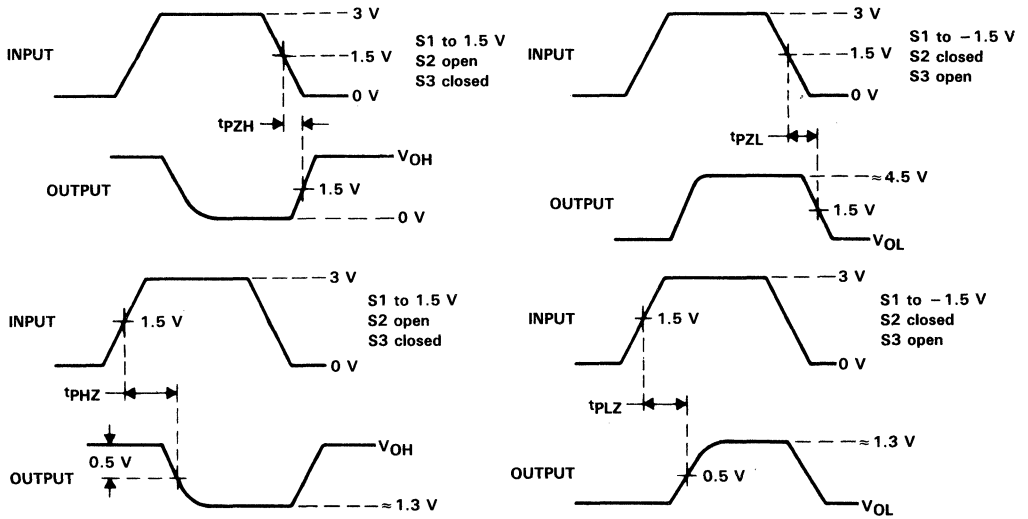 3 V
INPUT
1.5 V
S1 to 1.5 V
S2 open
S3 closed
0 V
tPZH
VOH
OUTPUT
1.5 V
0 V
3 V
INPUT
1.5 V
S1 to −1.5 V
S2 closed
S3 open
0 V
tPZL
≈4.5 V
OUTPUT
1.5 V
VOL
3 V
INPUT
1.5 V
S1 to 1.5 V
S2 open
S3 closed
0 V
tPHZ
VOH
0.5 V
OUTPUT
≈1.3 V
3 V
INPUT
1.5 V
S1 to −1.5 V
S2 closed
S3 open
0 V
tPLZ
≈1.3 V
OUTPUT
0.5 V
VOL